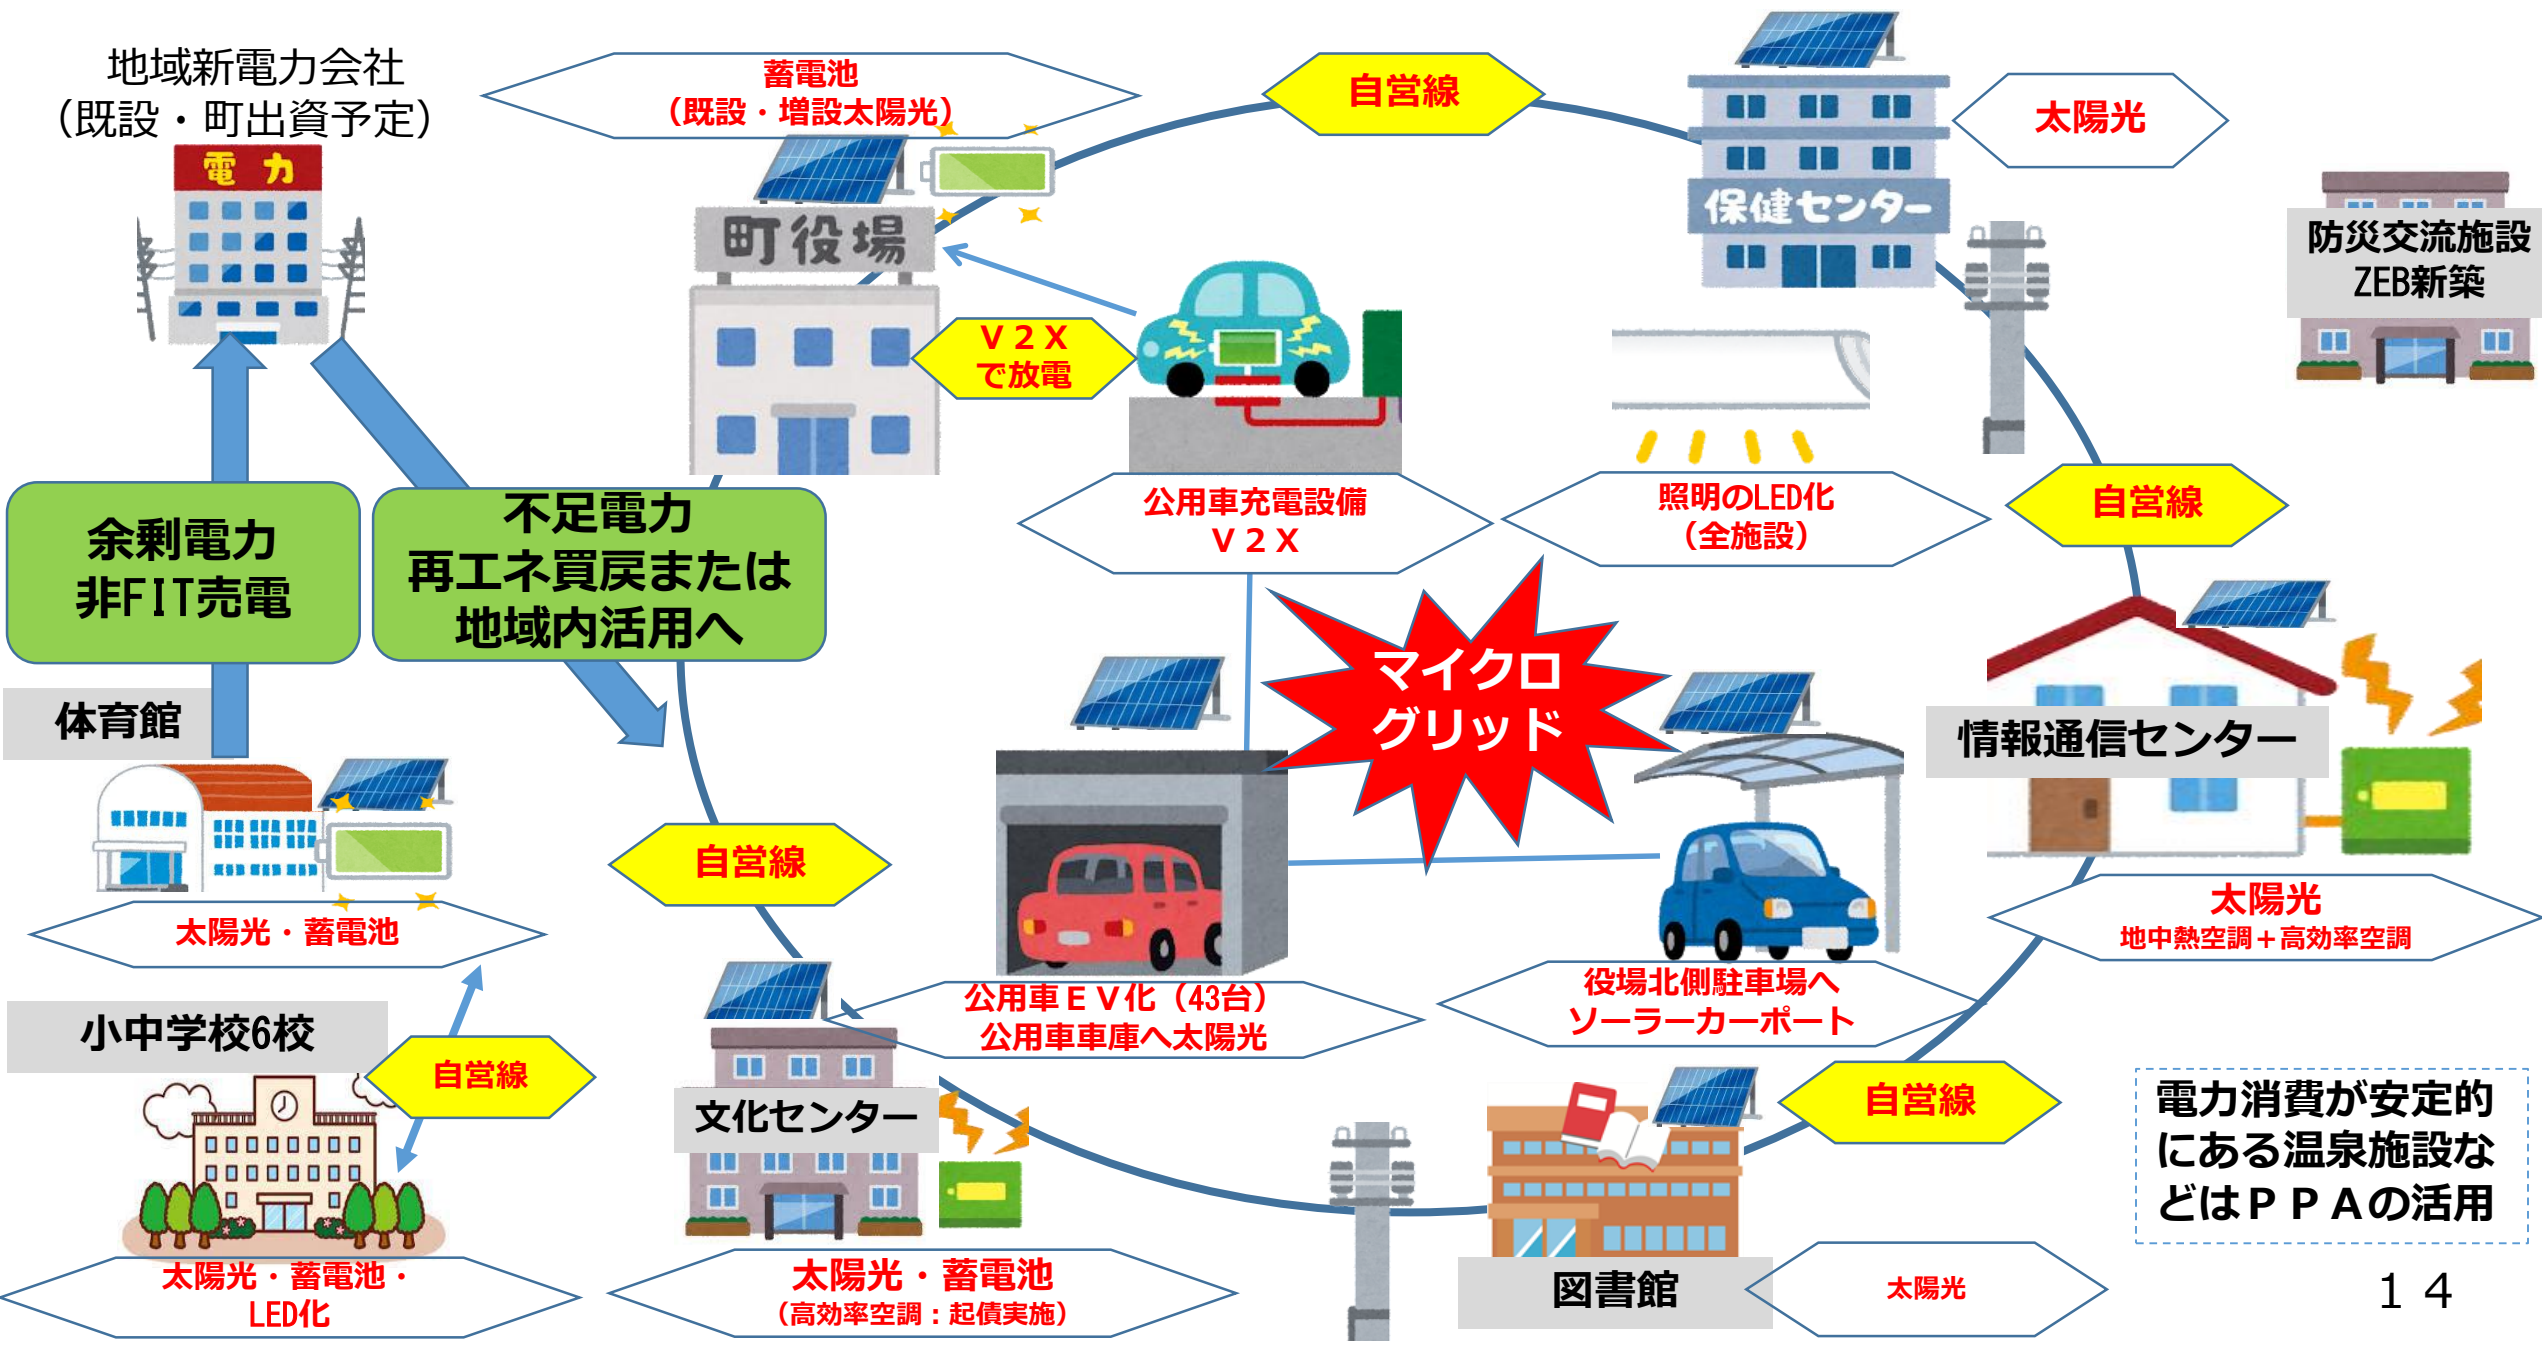 地域新電力会社
（既設・町出資予定）
電力
蓄電池
（既設・増設太陽光）
自営線
太陽光
保健センター
町役場
防災交流施設
ZEB新築
Ｖ２Ｘ
で放電
公用車充電設備
Ｖ２Ｘ
照明のLED化
（全施設）
自営線
余剰電力
非FIT売電
不足電力
再エネ買戻または
地域内活用へ
マイクロ
グリッド
体育館
情報通信センター
自営線
太陽光・蓄電池
太陽光
地中熱空調＋高効率空調
公用車ＥＶ化（43台）
公用車車庫へ太陽光
役場北側駐車場へ
ソーラーカーポート
小中学校6校
自営線
文化センター
自営線
電力消費が安定的
にある温泉施設な
どはＰＰＡの活用
太陽光・蓄電池・
LED化
太陽光・蓄電池
（高効率空調：起債実施）
図書館
太陽光
１４